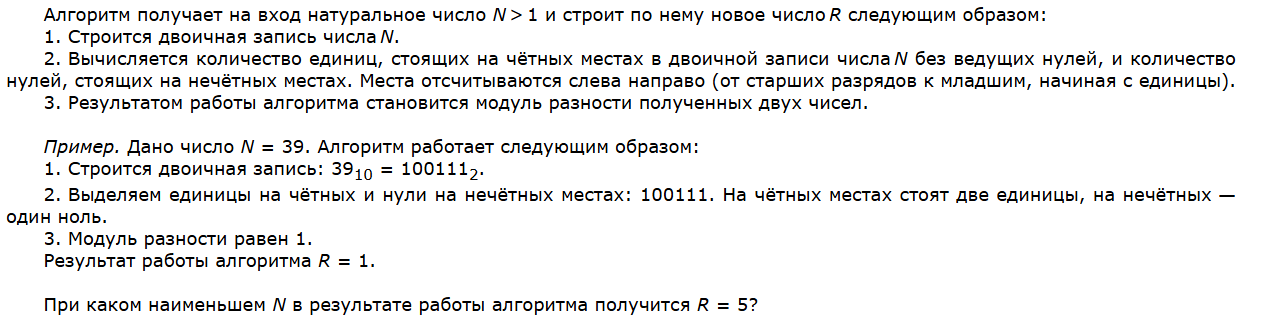 Алгоритм получает на вход натуральное число N > 1 и строит по нему новое число R следующим образом:
1. Строится двоичная запись числа N.
2. Вычисляется количество единиц, стоящих на чётных местах в двоичной записи числа N без ведущих нулей, и количество
нулей, стоящих на нечётных местах. Места отсчитываются слева направо (от старших разрядов к младшим, начиная с единицы).
3. Результатом работы алгоритма становится модуль разности полученных двух чисел.
Пример. Дано число N = 39. Алгоритм работает следующим образом:
1. Строится двоичная запись: 39₁₀ = 100111₂.
2. Выделяем единицы на чётных и нули на нечётных местах: 100111. На чётных местах стоят две единицы, на нечётных —
один ноль.
3. Модуль разности равен 1.
Результат работы алгоритма R = 1.
При каком наименьшем N в результате работы алгоритма получится R = 5?